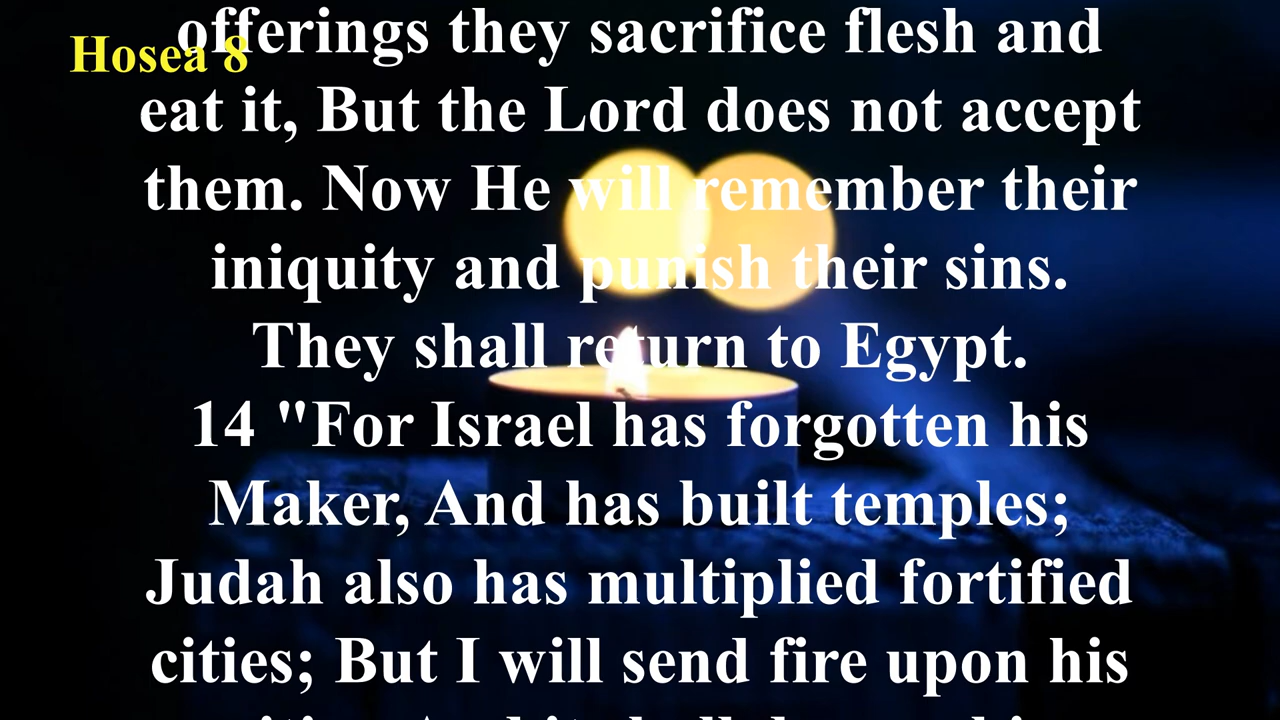 Hosea 8
offerings they sacrifice flesh and
eat it, But the Lord does not accept
them. Now He will remember their
iniquity and punish their sins.
They shall return to Egypt.
14 "For Israel has forgotten his
Maker, And has built temples;
Judah also has multiplied fortified
cities; But I will send fire upon his